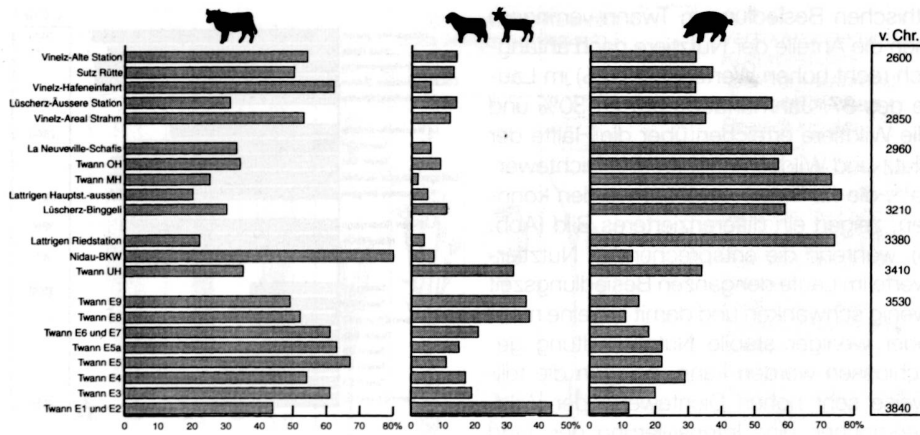 v. Chr.
Vinelz-Alte Station 2600
Sutz Rütte
Vinelz-Hafeneinfahrt
Lüscherz-Äussere Station
Vinelz-Areal Strahm 2850
La Neuveville-Schafis 2960
Twann OH
Twann MH
Lattrigen Hauptst.-aussen
Lüscherz-Binggeli 3210
Lattrigen Riedstation 3380
Nidau-BKW
Twann UH 3410
Twann E9 3530
Twann E8
Twann E6 und E7
Twann E5a
Twann E5
Twann E4
Twann E3
Twann E1 und E2 3840
0 10 20 30 40 50 60 70 80% 0 10 20 30 40 50% 0 10 20 30 40 50 60 70 80%